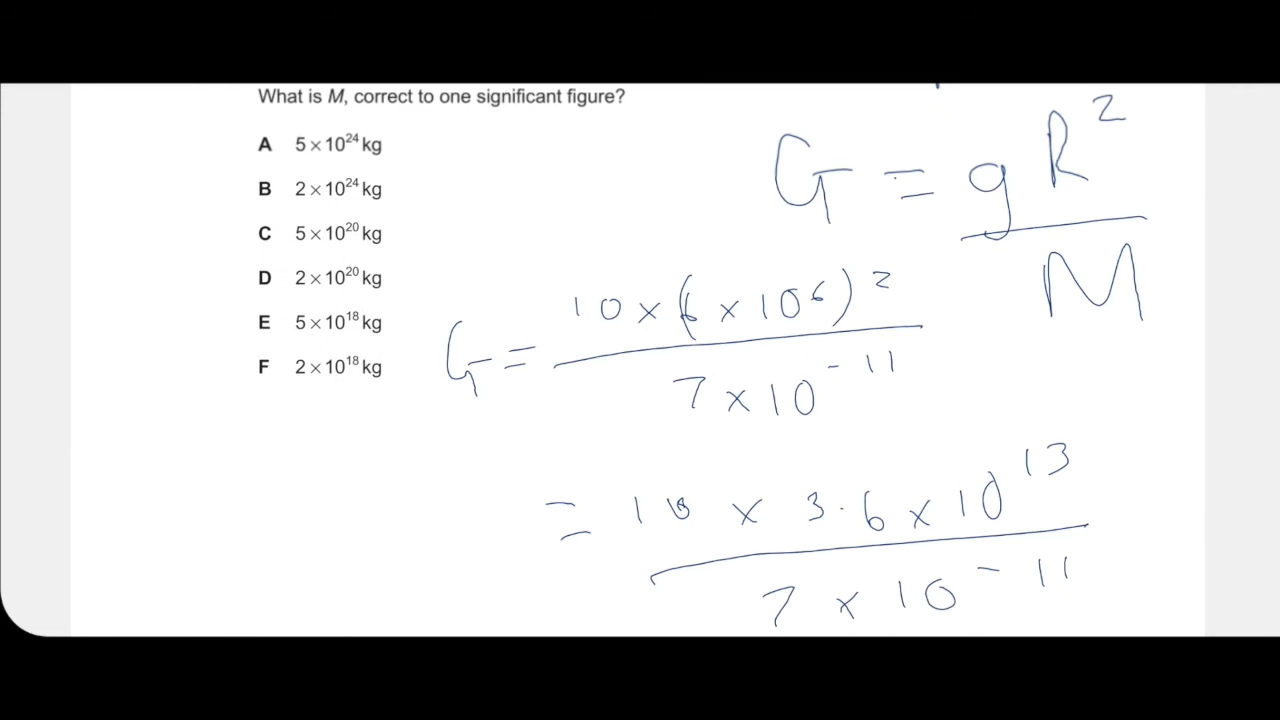 What is M, correct to one significant figure?
A 5×10²⁴ kg
B 2×10²⁴ kg
C 5×10²⁰ kg
D 2×10²⁰ kg
E 5×10¹⁸ kg
F 2×10¹⁸ kg
G = gR²
M
G = 10 × (6 × 10⁶)²
7 × 10⁻¹¹
= 10 × 3.6 × 10¹³
7 × 10⁻¹¹